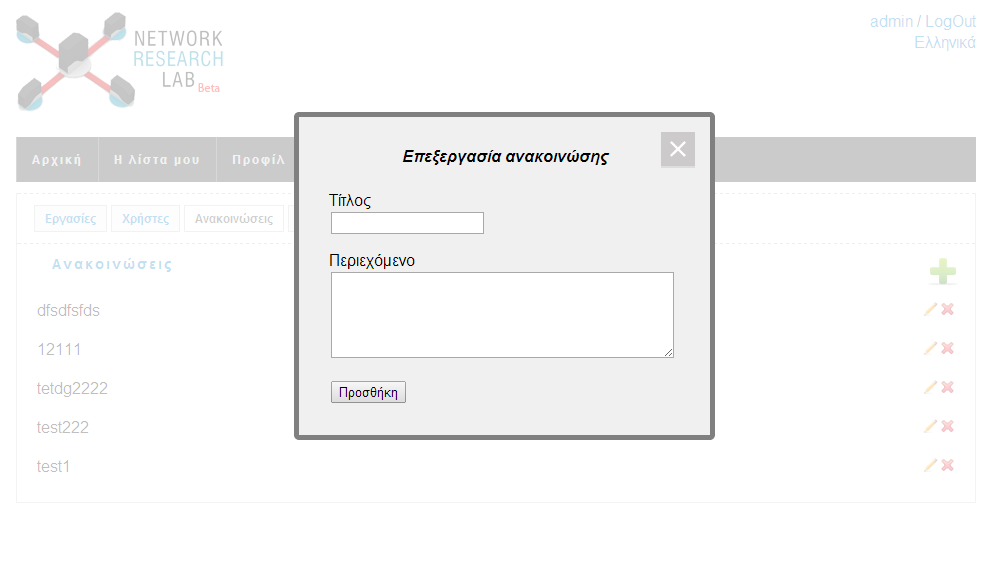 NETWORK
RESEARCH
LAB Beta
admin / LogOut
Ελληνικά
Αρχική Η λίστα μου Προφίλ
Εργασίες Χρήστες Ανακοινώσεις
Ανακοινώσεις
dfsdfsfds
12111
tetdg2222
test222
test1
Επεξεργασία ανακοινώσης
Τίτλος
Περιεχόμενο
Προσθήκη